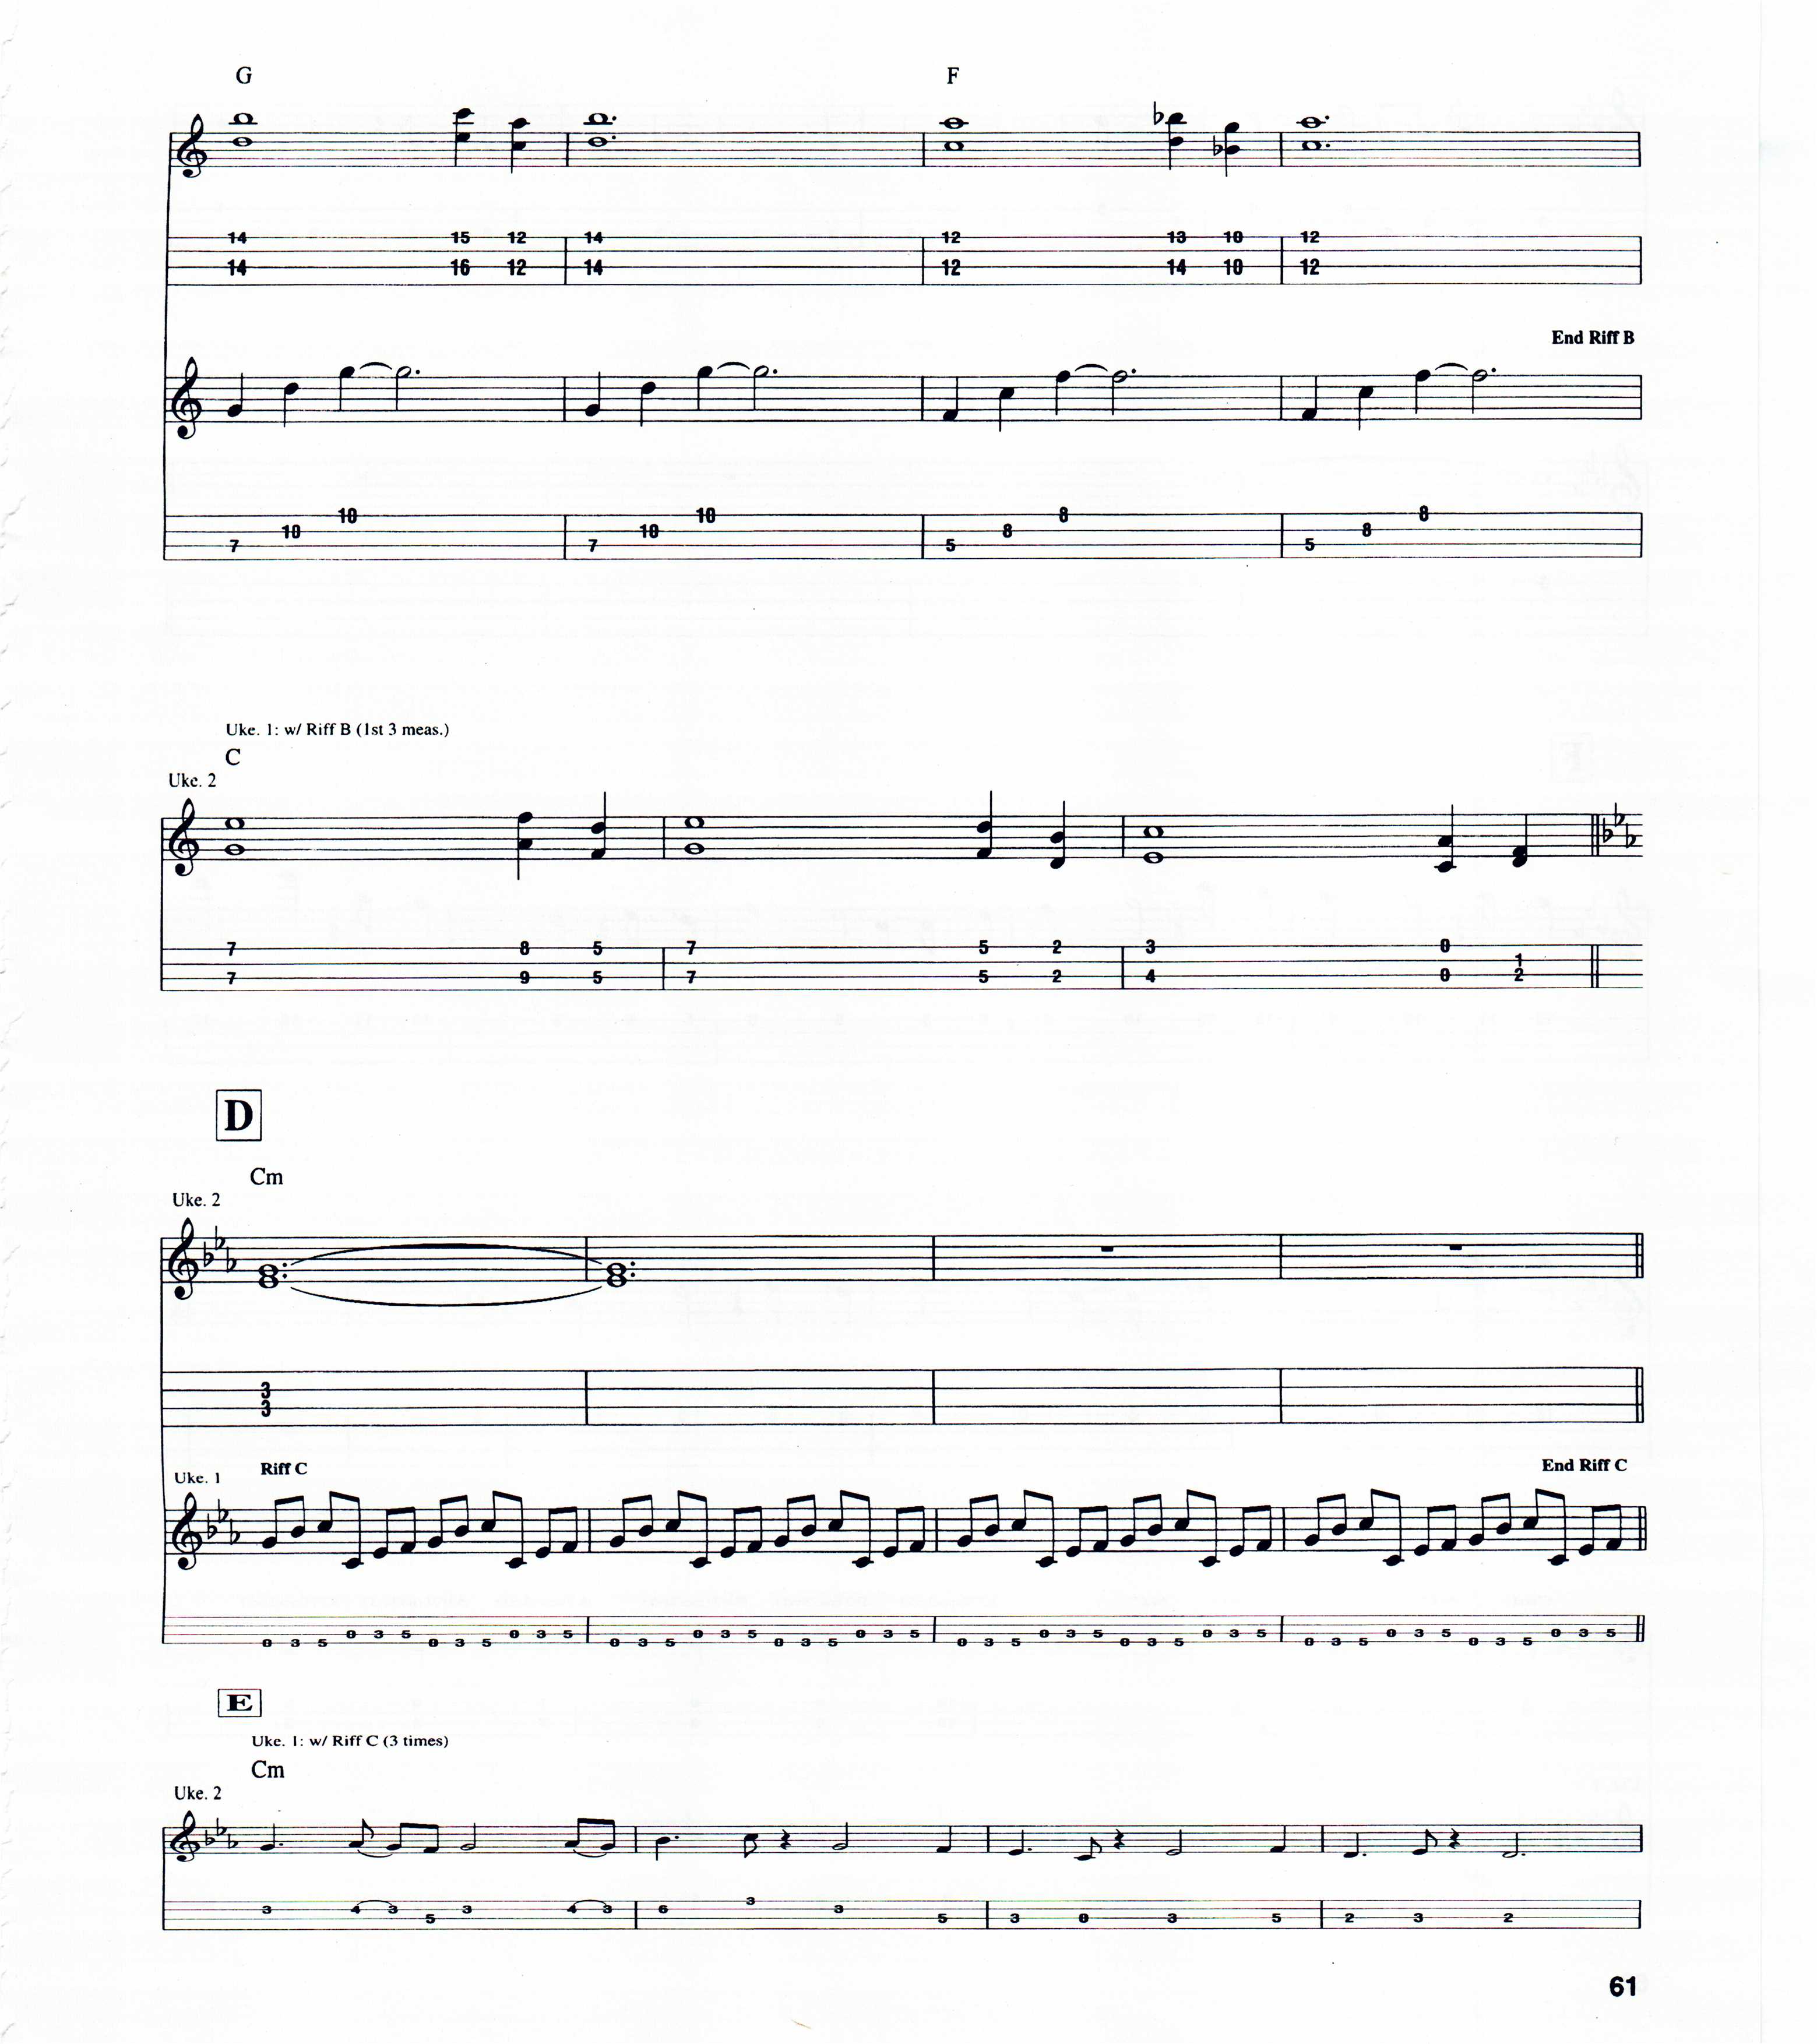 G F
14 15 12 14 12 13 10 12
14 16 12 14 12 14 10 12
End Riff B
10 10 8 8
10 10 8 8
7 7 5 5
Uke. 1: w/ Riff B (1st 3 meas.)
C
Uke. 2
7 8 5 7 5 2 3 0
1
7 9 5 7 5 2 4 0 2
D
Cm
Uke. 2
3
3
Uke. 1 Riff C End Riff C
0 3 5 0 3 5 0 3 5 0 3 5 0 3 5 0 3 5 0 3 5 0 3 5 0 3 5 0 3 5 0 3 5 0 3 5 0 3 5 0 3 5 0 3 5 0 3 5
E
Uke. 1: w/ Riff C (3 times)
Cm
Uke. 2
3 4 3 5 3 4 3 6 3 3 5 3 0 3 5 2 3 2
61